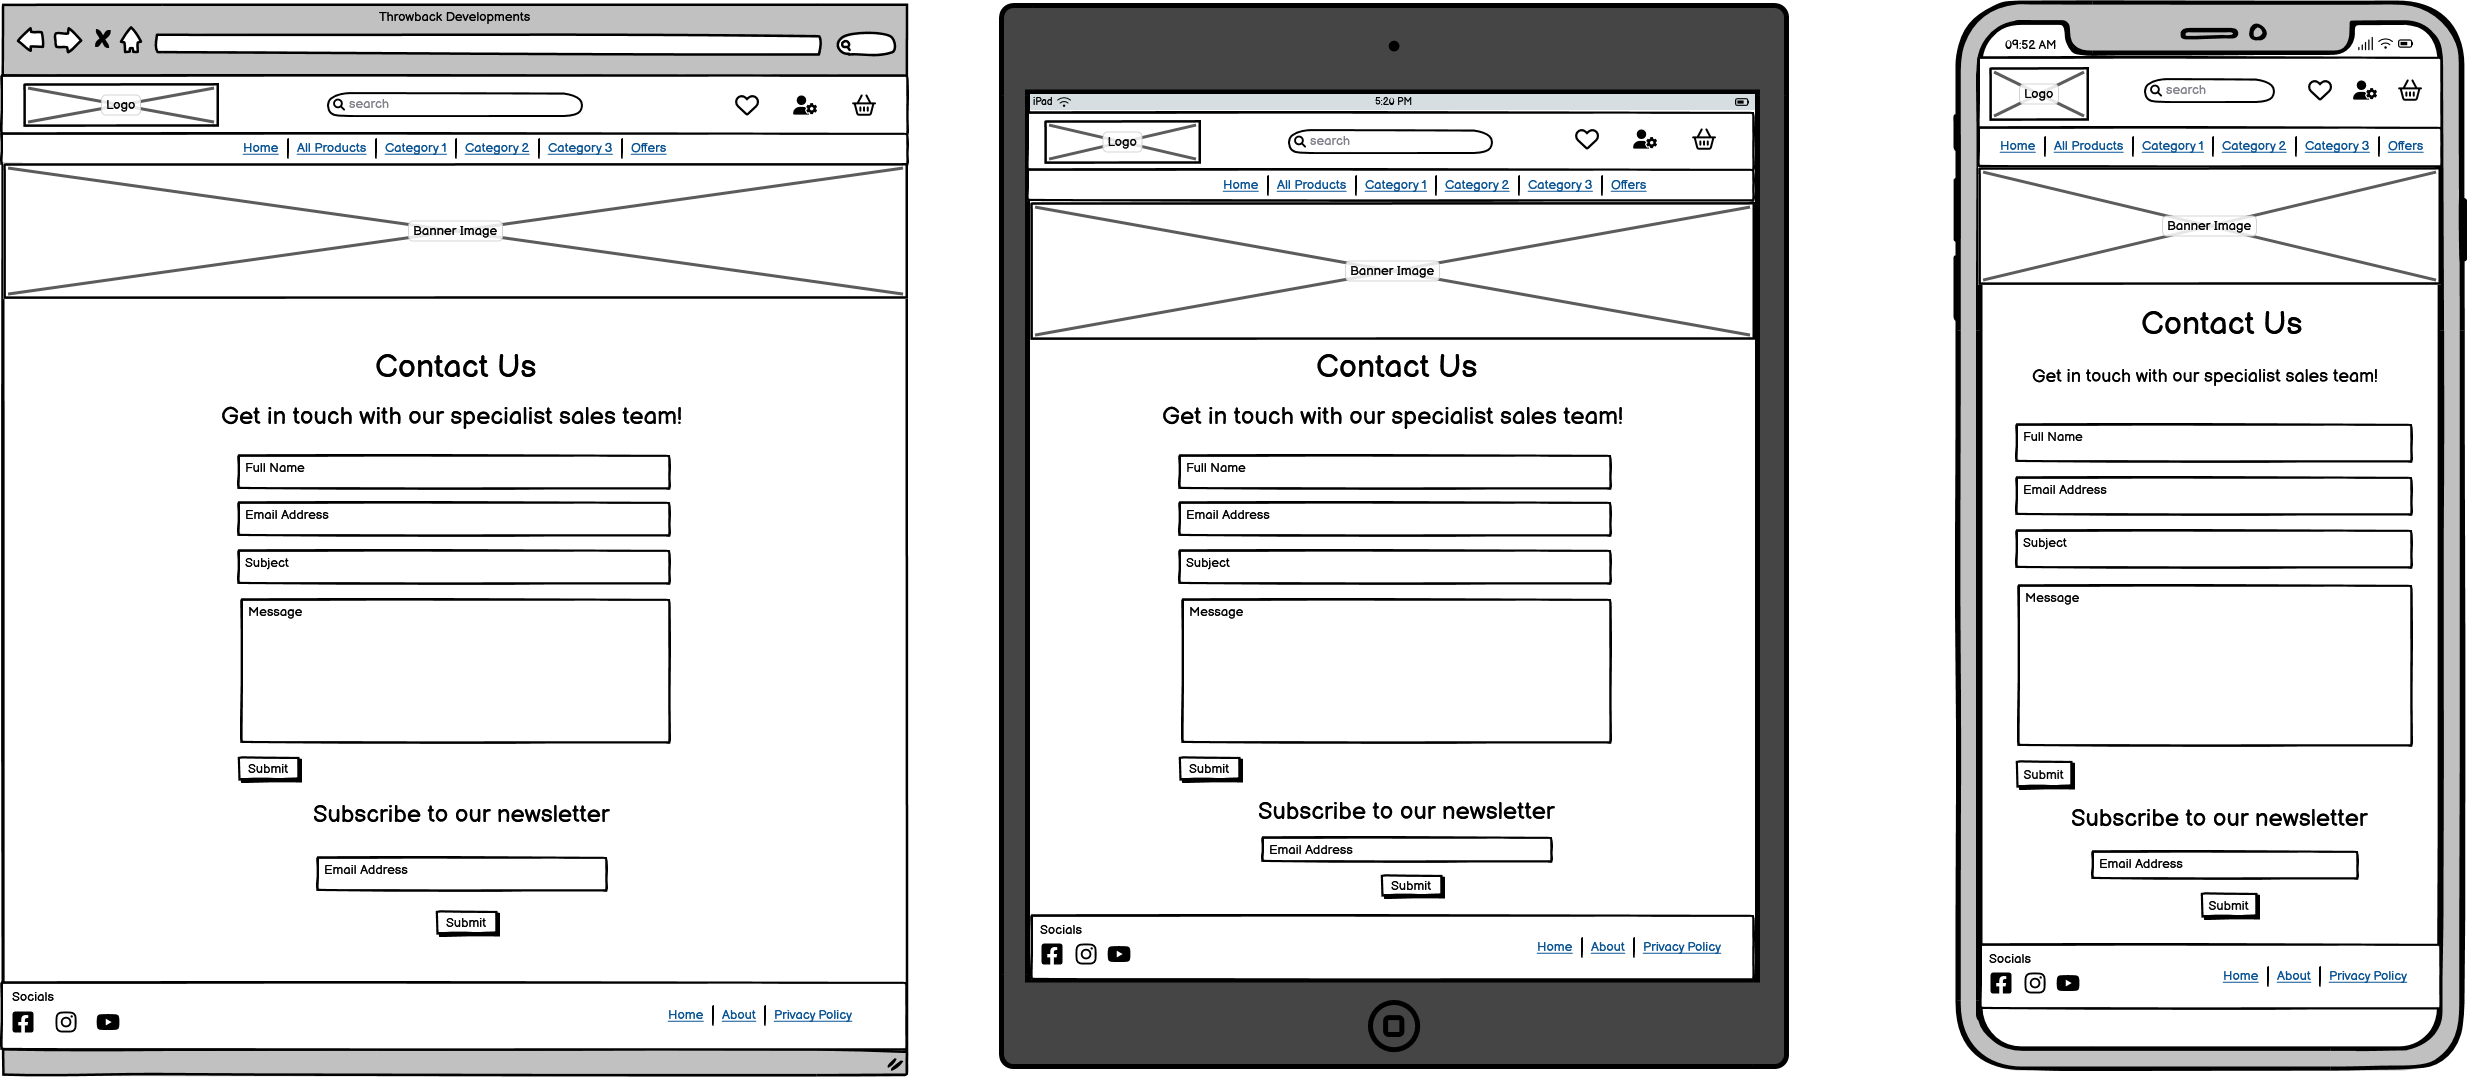 Throwback Developments
Logo
search
Home All Products Category 1 Category 2 Category 3 Offers
Banner Image
Contact Us
Get in touch with our specialist sales team!
Full Name
Email Address
Subject
Message
Submit
Subscribe to our newsletter
Email Address
Submit
Socials
Home About Privacy Policy
iPad 5:20 PM
Logo
search
Home All Products Category 1 Category 2 Category 3 Offers
Banner Image
Contact Us
Get in touch with our specialist sales team!
Full Name
Email Address
Subject
Message
Submit
Subscribe to our newsletter
Email Address
Submit
Socials
Home About Privacy Policy
09:52 AM
Logo
search
Home All Products Category 1 Category 2 Category 3 Offers
Banner Image
Contact Us
Get in touch with our specialist sales team!
Full Name
Email Address
Subject
Message
Submit
Subscribe to our newsletter
Email Address
Submit
Socials
Home About Privacy Policy